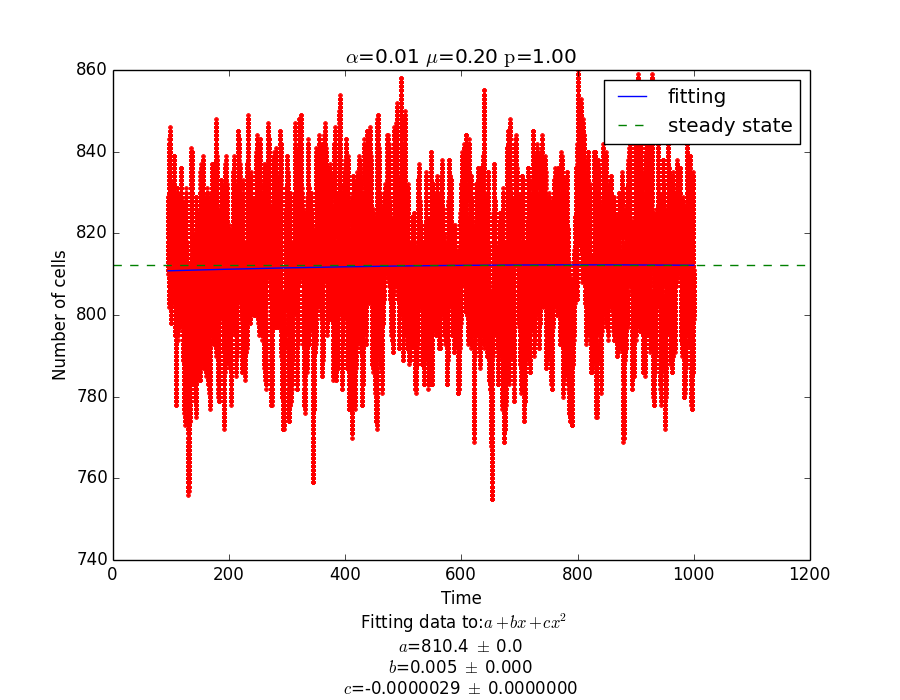 α=0.01 μ=0.20 p=1.00
860
840
820
800
780
760
740
Number of cells
fitting
steady state
0 200 400 600 800 1000 1200
Time
Fitting data to:a+bx+cx²
a=810.4 ± 0.0
b=0.005 ± 0.000
c=-0.0000029 ± 0.0000000